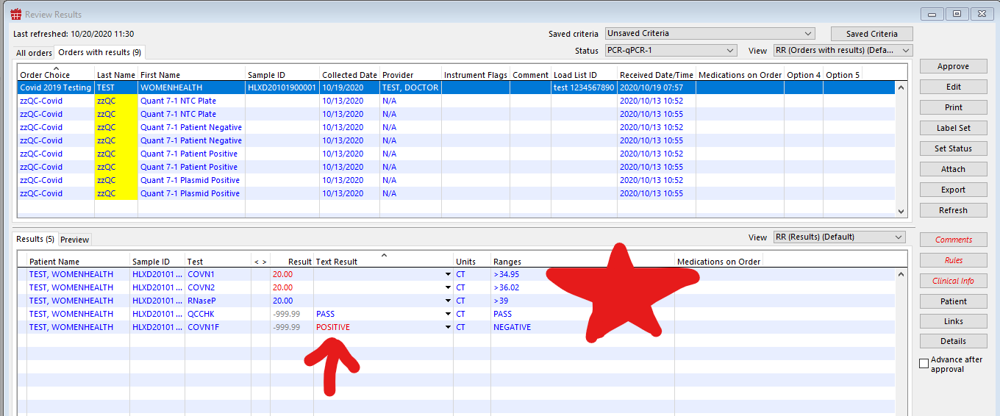 Review Results
Last refreshed: 10/20/2020 11:30 Saved criteria Unsaved Criteria Saved Criteria
Status PCR-qPCR-1 View RR (Orders with results) (Defa...
All orders Orders with results (9)
Order Choice Last Name First Name Sample ID Collected Date Provider Instrument Flags Comment Load List ID Received Date/Time Medications on Order Option 4 Option 5
Covid 2019 Testing TEST WOMENHEALTH HLXD20101900001 10/19/2020 TEST, DOCTOR test 1234567890 2020/10/19 07:57
zzQC-Covid zzQC Quant 7-1 NTC Plate 10/13/2020 N/A 2020/10/13 10:52
zzQC-Covid zzQC Quant 7-1 NTC Plate 10/13/2020 N/A 2020/10/13 10:55
zzQC-Covid zzQC Quant 7-1 Patient Negative 10/13/2020 N/A 2020/10/13 10:52
zzQC-Covid zzQC Quant 7-1 Patient Negative 10/13/2020 N/A 2020/10/13 10:55
zzQC-Covid zzQC Quant 7-1 Patient Positive 10/13/2020 N/A 2020/10/13 10:52
zzQC-Covid zzQC Quant 7-1 Patient Positive 10/13/2020 N/A 2020/10/13 10:55
zzQC-Covid zzQC Quant 7-1 Plasmid Positive 10/13/2020 N/A 2020/10/13 10:52
zzQC-Covid zzQC Quant 7-1 Plasmid Positive 10/13/2020 N/A 2020/10/13 10:55
Approve
Edit
Print
Label Set
Set Status
Attach
Export
Refresh
Results (5) Preview View RR (Results) (Default)
Patient Name Sample ID Test < > Result Text Result Units Ranges Medications on Order
TEST, WOMENHEALTH HLXD20101 ... COVN1 20.00 CT >34.95
TEST, WOMENHEALTH HLXD20101 ... COVN2 20.00 CT >36.02
TEST, WOMENHEALTH HLXD20101 ... RNaseP 20.00 CT >39
TEST, WOMENHEALTH HLXD20101 ... QCCHK -999.99 PASS CT PASS
TEST, WOMENHEALTH HLXD20101 ... COVN1F -999.99 POSITIVE CT NEGATIVE
Comments
Rules
Clinical Info
Patient
Links
Details
Advance after
approval